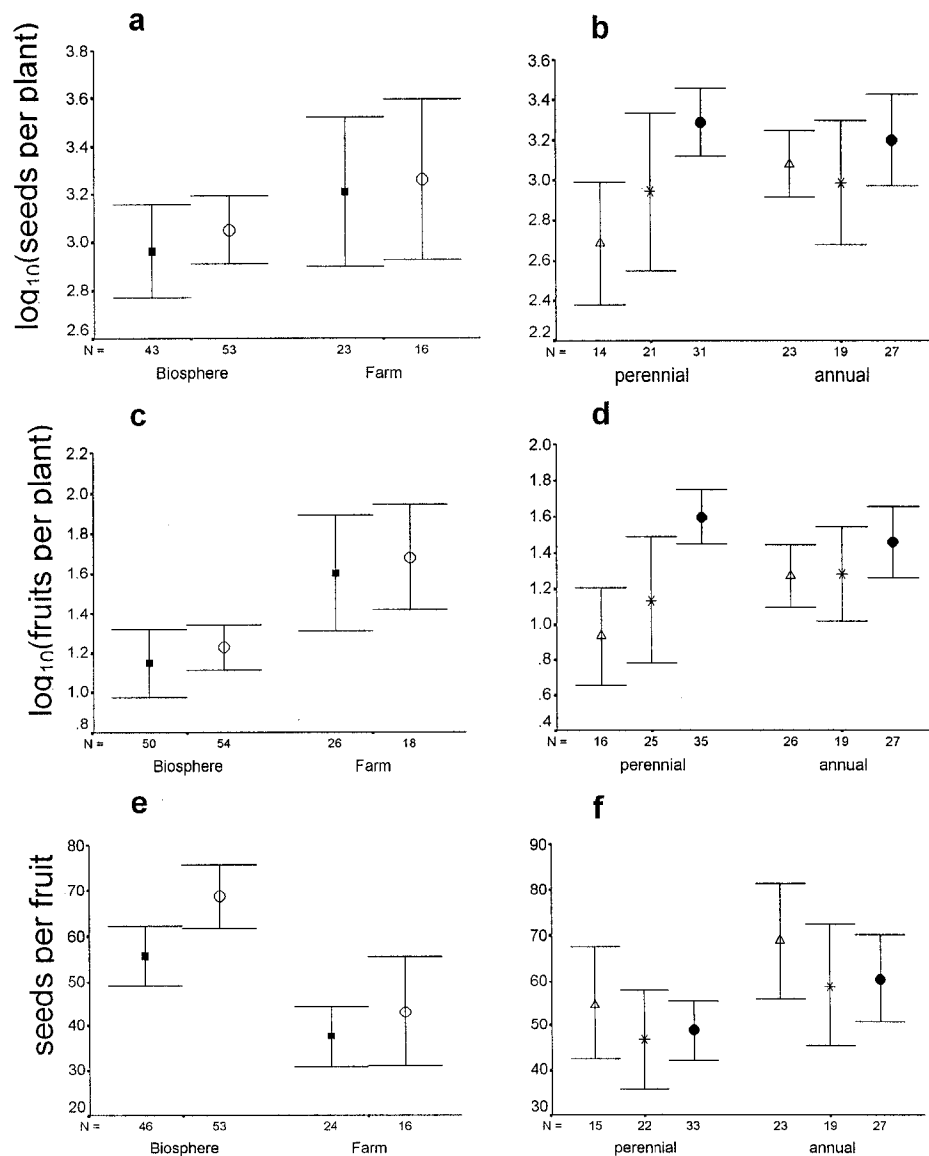 a
log₁₀(seeds per plant)
3.8
3.6
3.4
3.2
3.0
2.8
2.6
N = 43 53 23 16
Biosphere Farm
b
3.6
3.4
3.2
3.0
2.8
2.6
2.4
2.2
N = 14 21 31 23 19 27
perennial annual
c
log₁₀(fruits per plant)
2.2
2.0
1.8
1.6
1.4
1.2
1.0
.8
N = 50 54 26 18
Biosphere Farm
d
2.0
1.8
1.6
1.4
1.2
1.0
.8
.6
.4
N = 16 25 35 26 19 27
perennial annual
e
seeds per fruit
80
70
60
50
40
30
20
N = 46 53 24 16
Biosphere Farm
f
90
80
70
60
50
40
30
N = 15 22 33 23 19 27
perennial annual